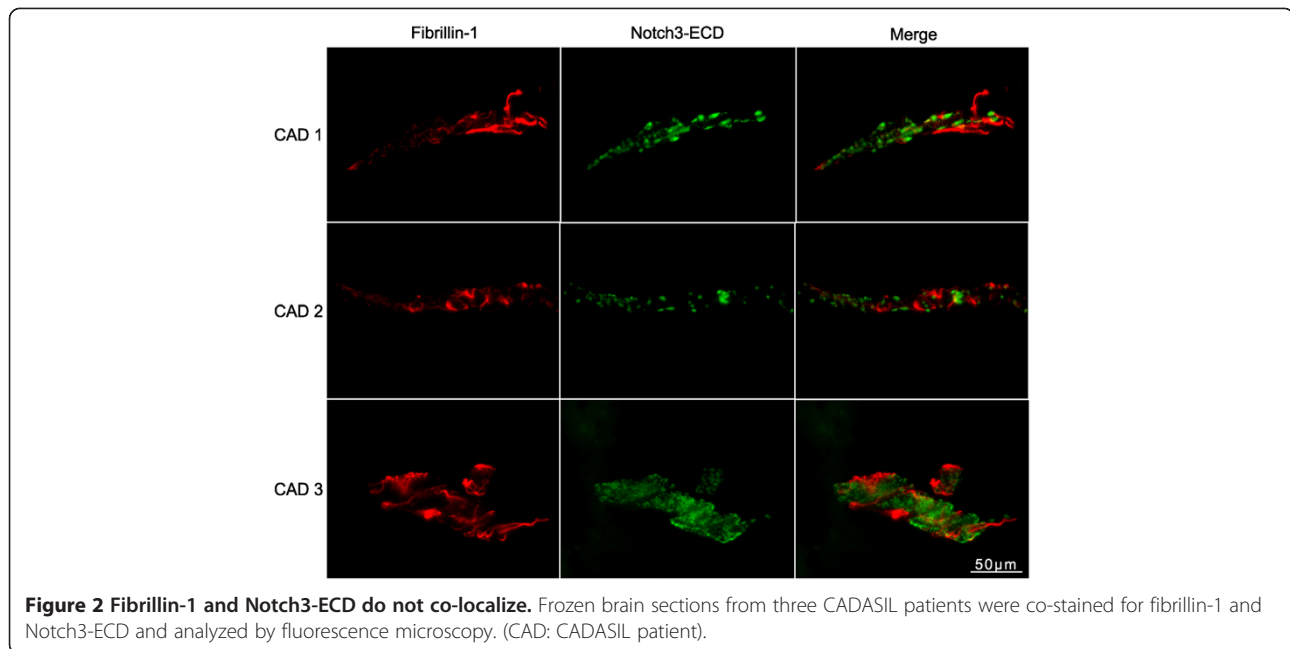 Fibrillin-1 Notch3-ECD Merge
CAD 1
CAD 2
CAD 3
50µm
Figure 2 Fibrillin-1 and Notch3-ECD do not co-localize. Frozen brain sections from three CADASIL patients were co-stained for fibrillin-1 and
Notch3-ECD and analyzed by fluorescence microscopy. (CAD: CADASIL patient).